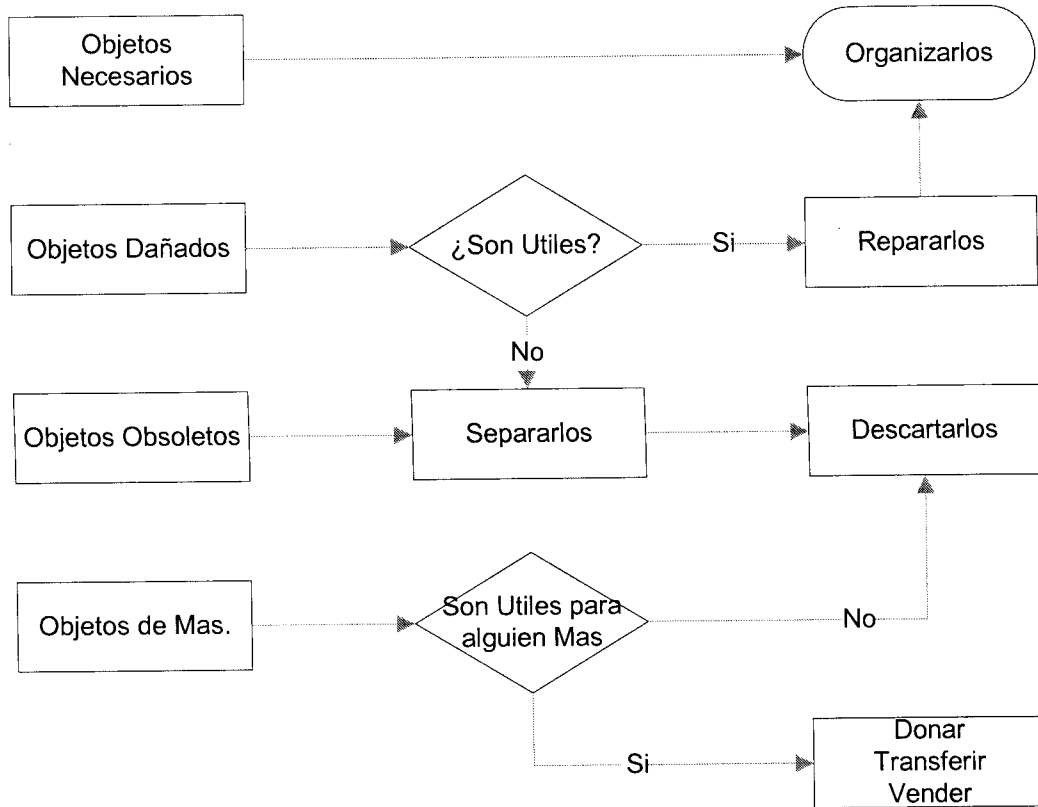 Objetos
Necesarios
Organizarlos
Objetos Dañados
¿Son Utiles?
Si
Repararlos
No
Objetos Obsoletos
Separarlos
Descartarlos
Objetos de Mas.
Son Utiles para
alguien Mas
No
Si
Donar
Transferir
Vender